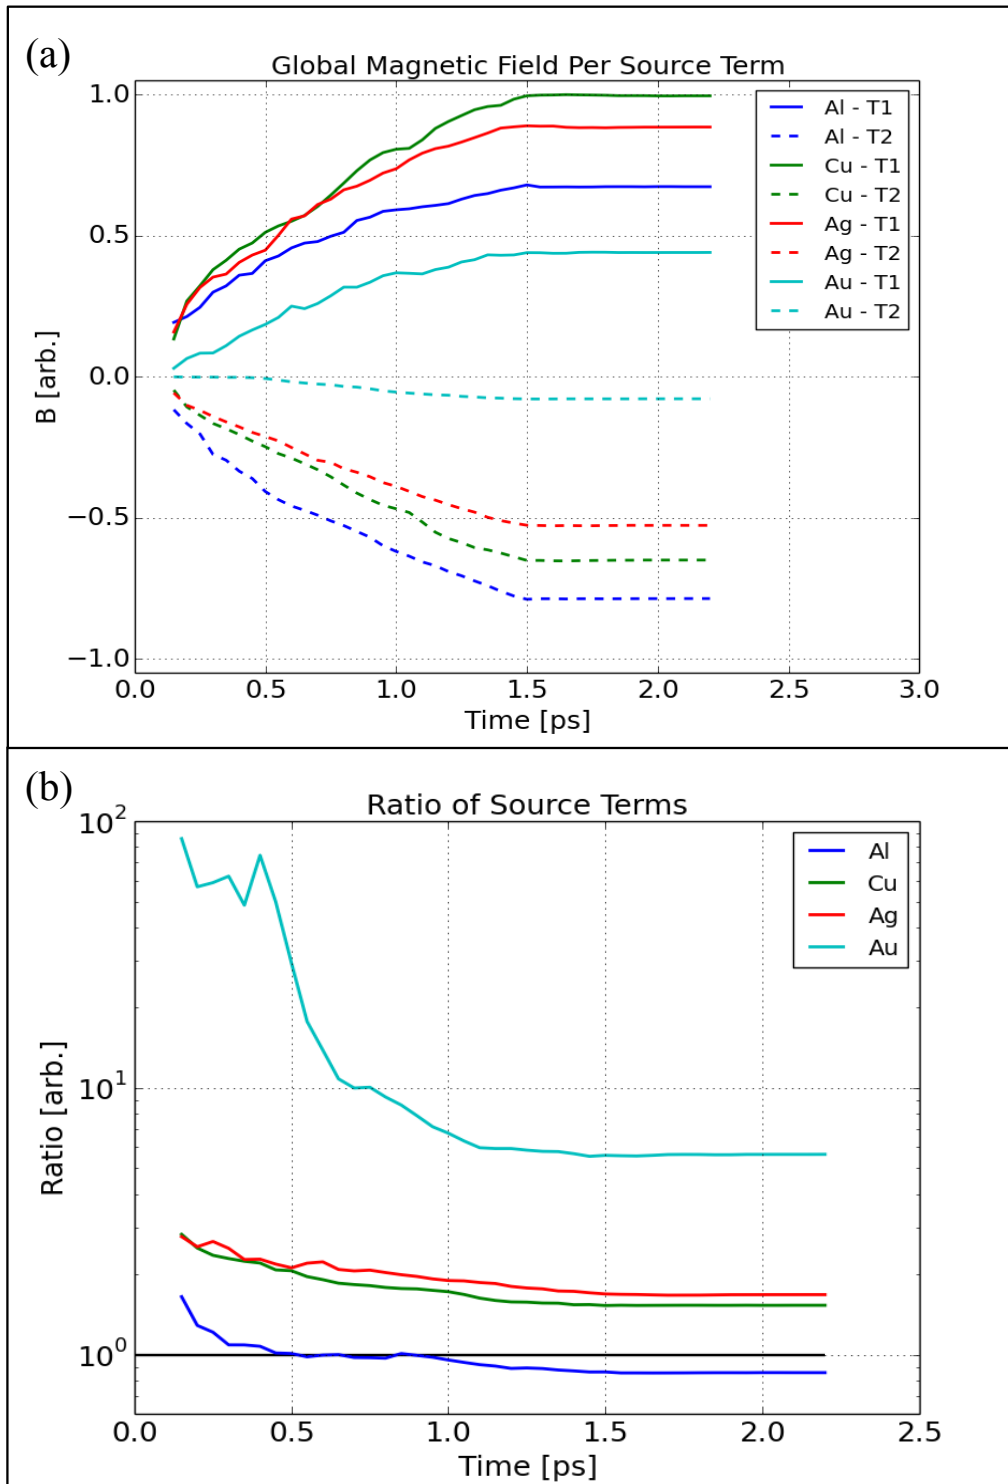 (a)
Global Magnetic Field Per Source Term
1.0
0.5
0.0
−0.5
−1.0
B [arb.]
Al - T1
Al - T2
Cu - T1
Cu - T2
Ag - T1
Ag - T2
Au - T1
Au - T2
0.0 0.5 1.0 1.5 2.0 2.5 3.0
Time [ps]
(b)
Ratio of Source Terms
10²
10¹
10⁰
Ratio [arb.]
Al
Cu
Ag
Au
0.0 0.5 1.0 1.5 2.0 2.5
Time [ps]